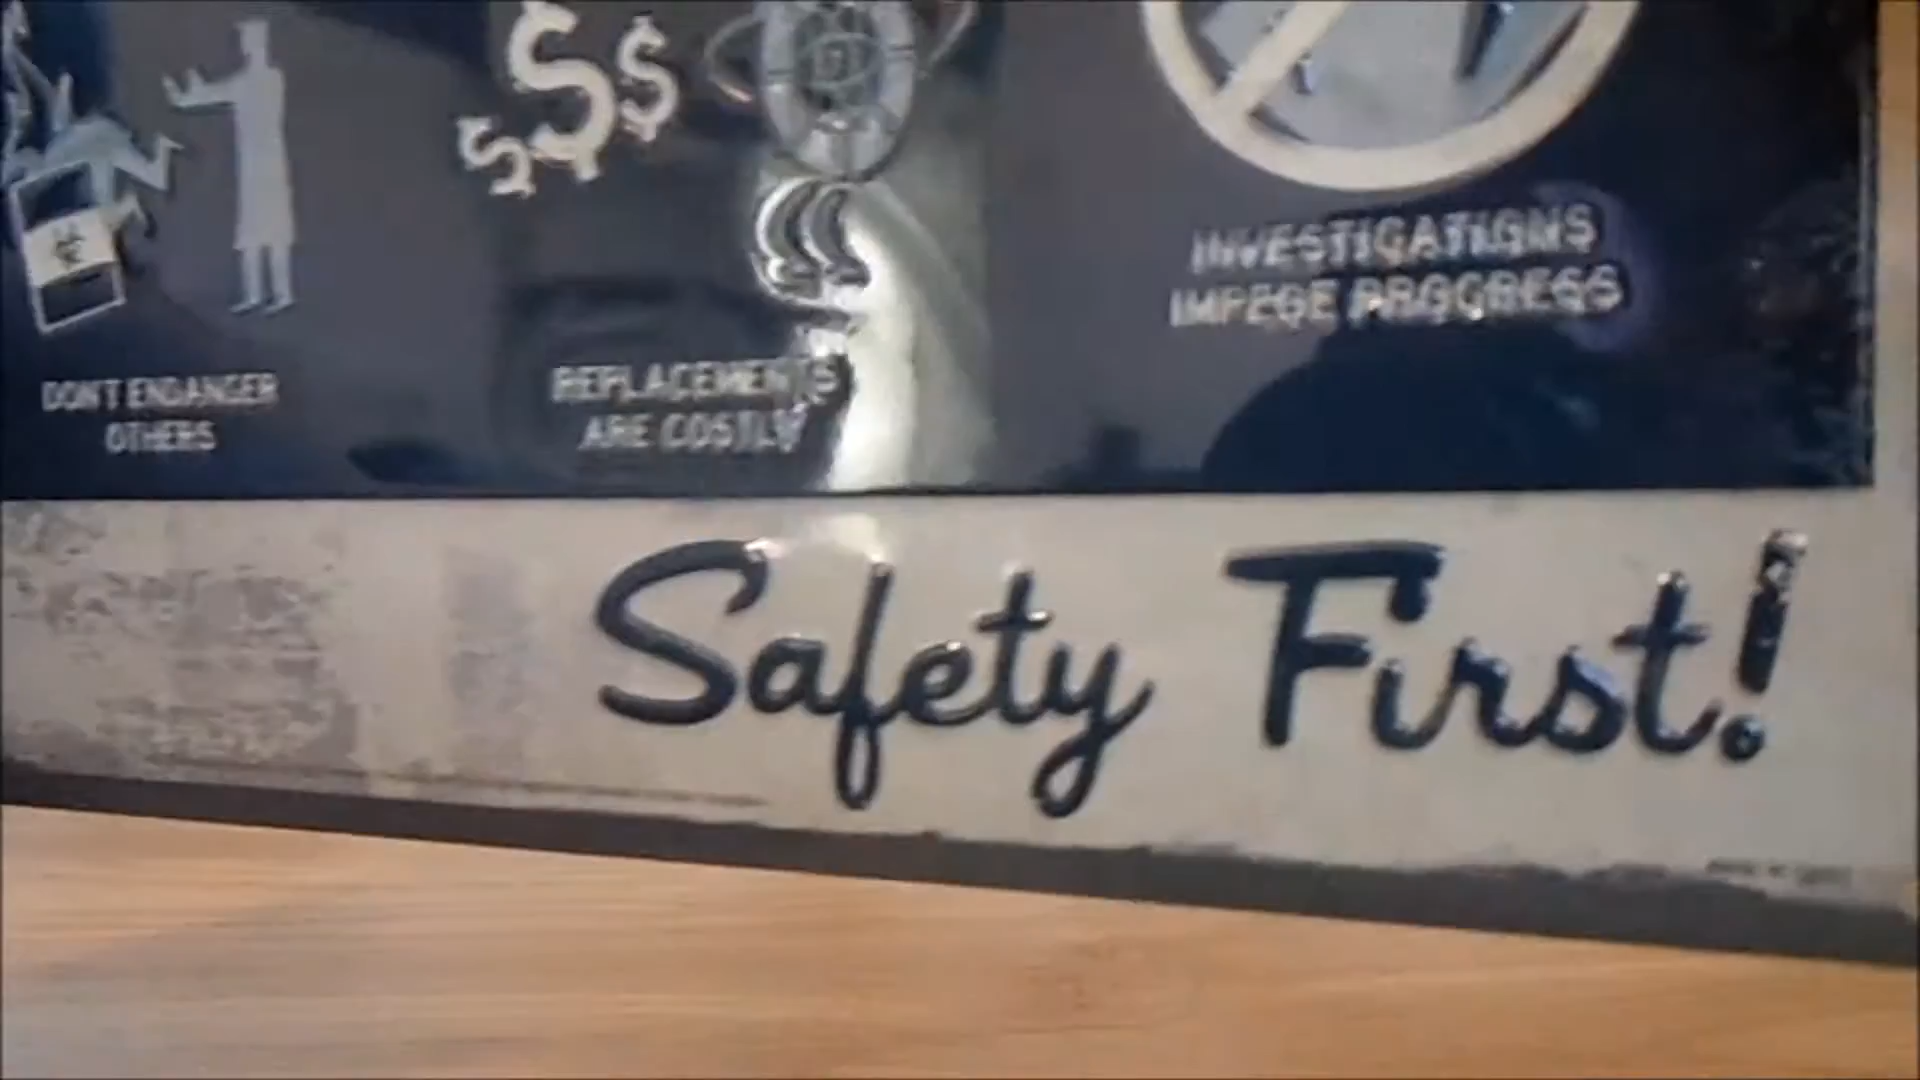 DON'T ENDANGER
OTHERS
REPLACEMENTS
ARE COSTLY
INVESTIGATIONS
IMPEDE PROGRESS
Safety First!